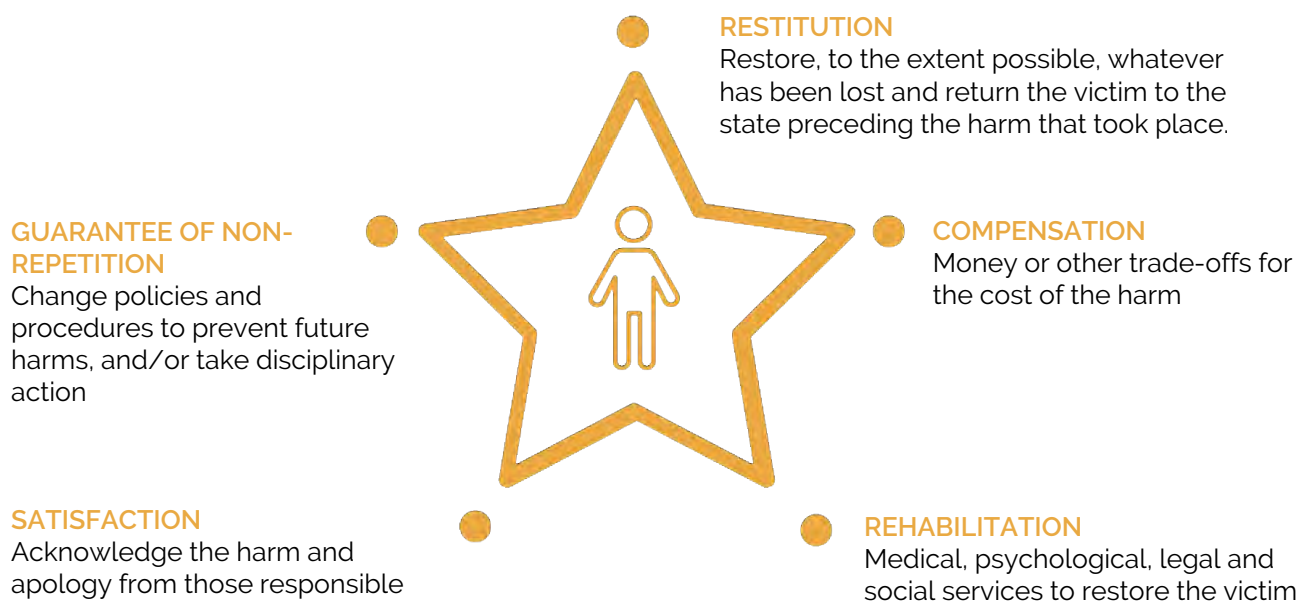 RESTITUTION
Restore, to the extent possible, whatever
has been lost and return the victim to the
state preceding the harm that took place.
GUARANTEE OF NON-
REPETITION
Change policies and
procedures to prevent future
harms, and/or take disciplinary
action
COMPENSATION
Money or other trade-offs for
the cost of the harm
SATISFACTION
Acknowledge the harm and
apology from those responsible
REHABILITATION
Medical, psychological, legal and
social services to restore the victim